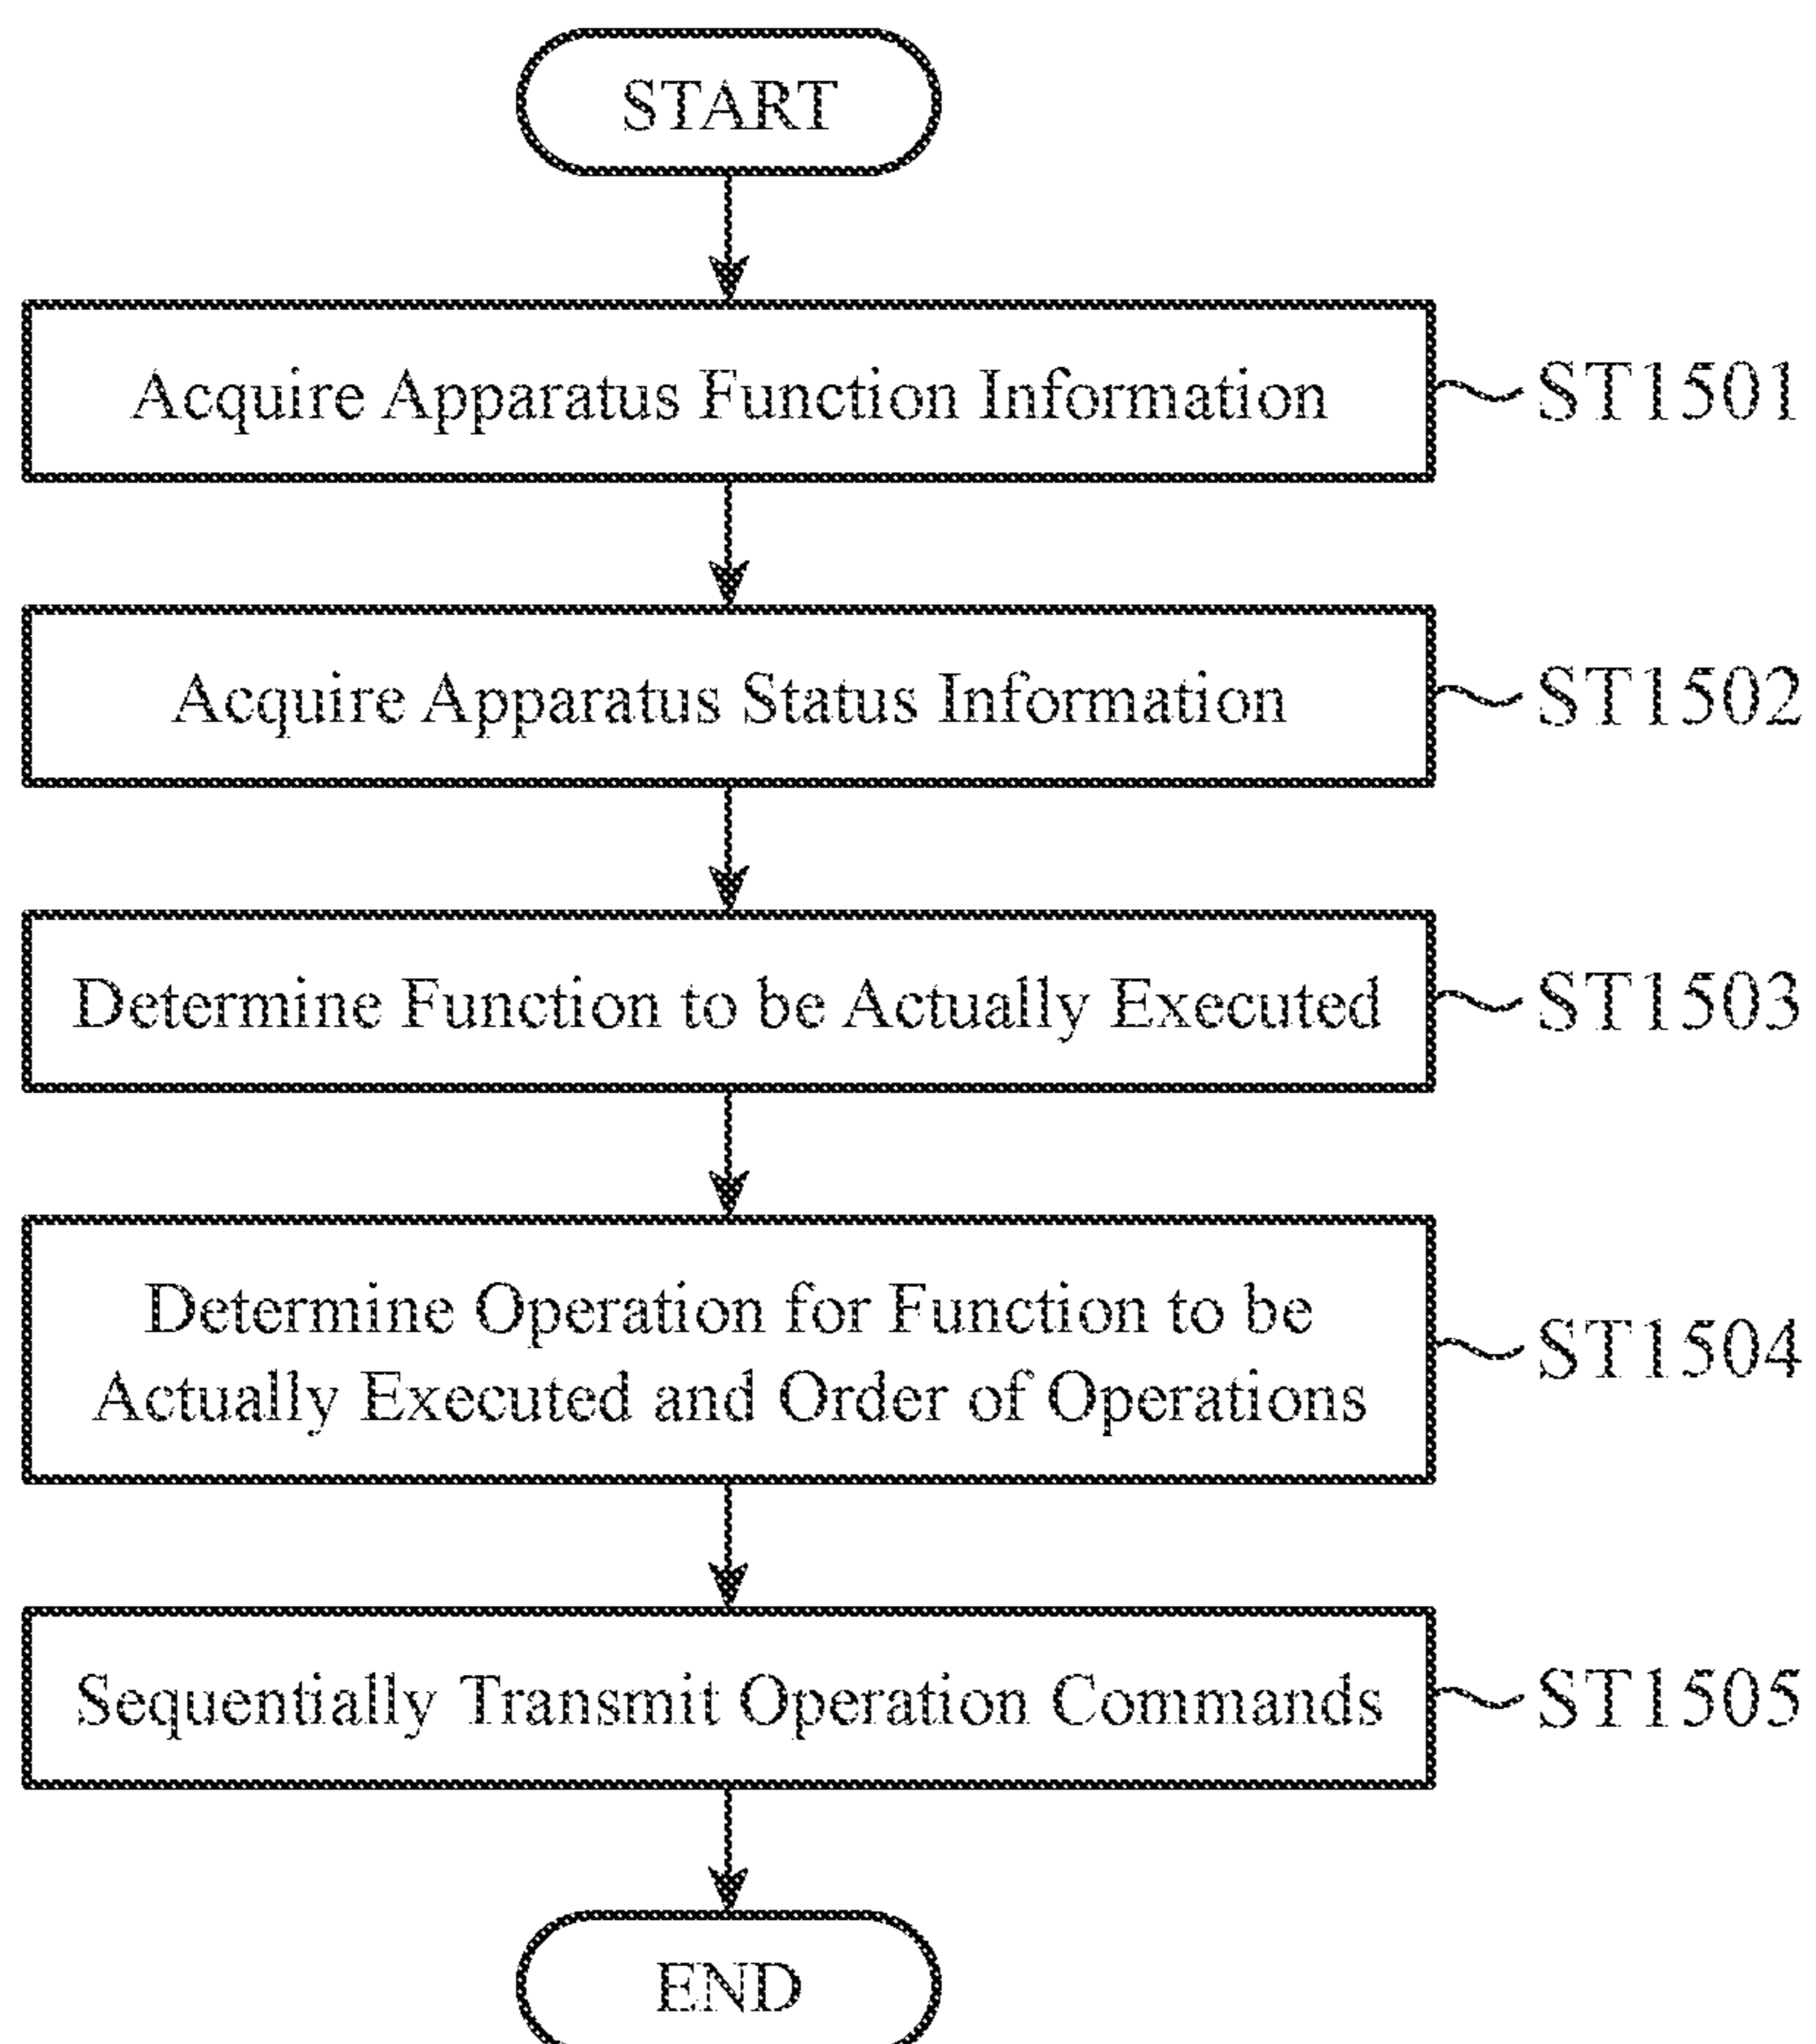 START
Acquire Apparatus Function Information
ST1501
Acquire Apparatus Status Information
ST1502
Determine Function to be Actually Executed
ST1503
Determine Operation for Function to be
Actually Executed and Order of Operations
ST1504
Sequentially Transmit Operation Commands
ST1505
END